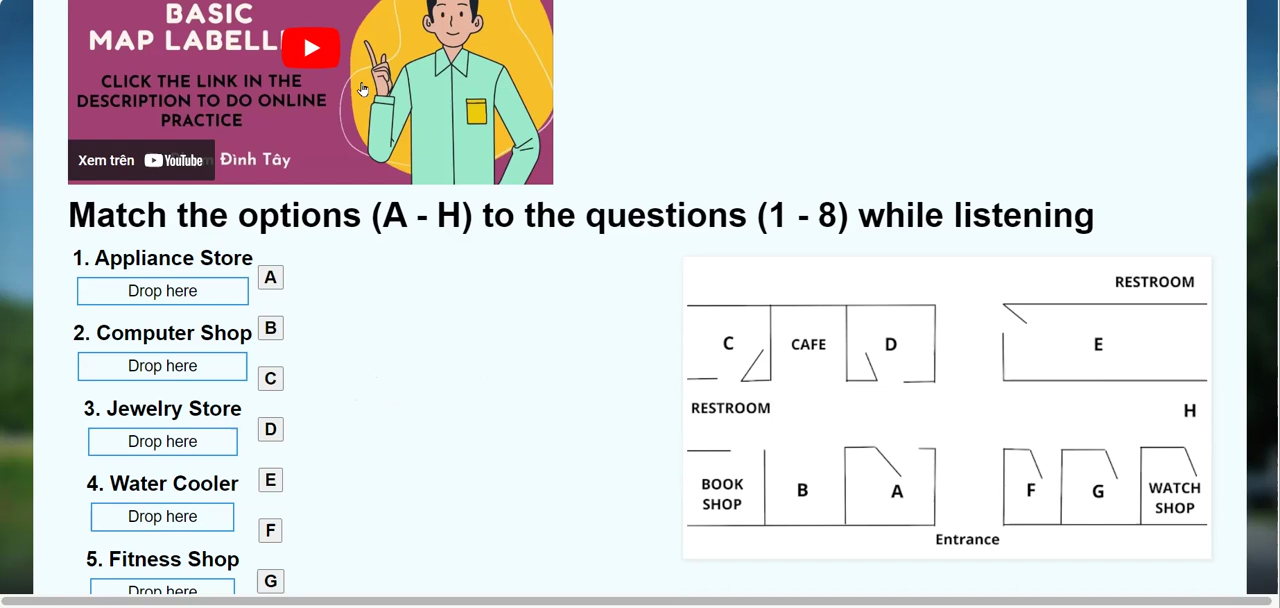 BASIC
MAP LABELL
CLICK THE LINK IN THE
DESCRIPTION TO DO ONLINE
PRACTICE
Xem trên YouTube
Đình Tây
Match the options (A - H) to the questions (1 - 8) while listening
1. Appliance Store
Drop here
2. Computer Shop
Drop here
3. Jewelry Store
Drop here
4. Water Cooler
Drop here
5. Fitness Shop
Drop here
A
B
C
D
E
F
G
RESTROOM
C
CAFE
D
E
RESTROOM
H
BOOK
SHOP
B
A
F
G
WATCH
SHOP
Entrance